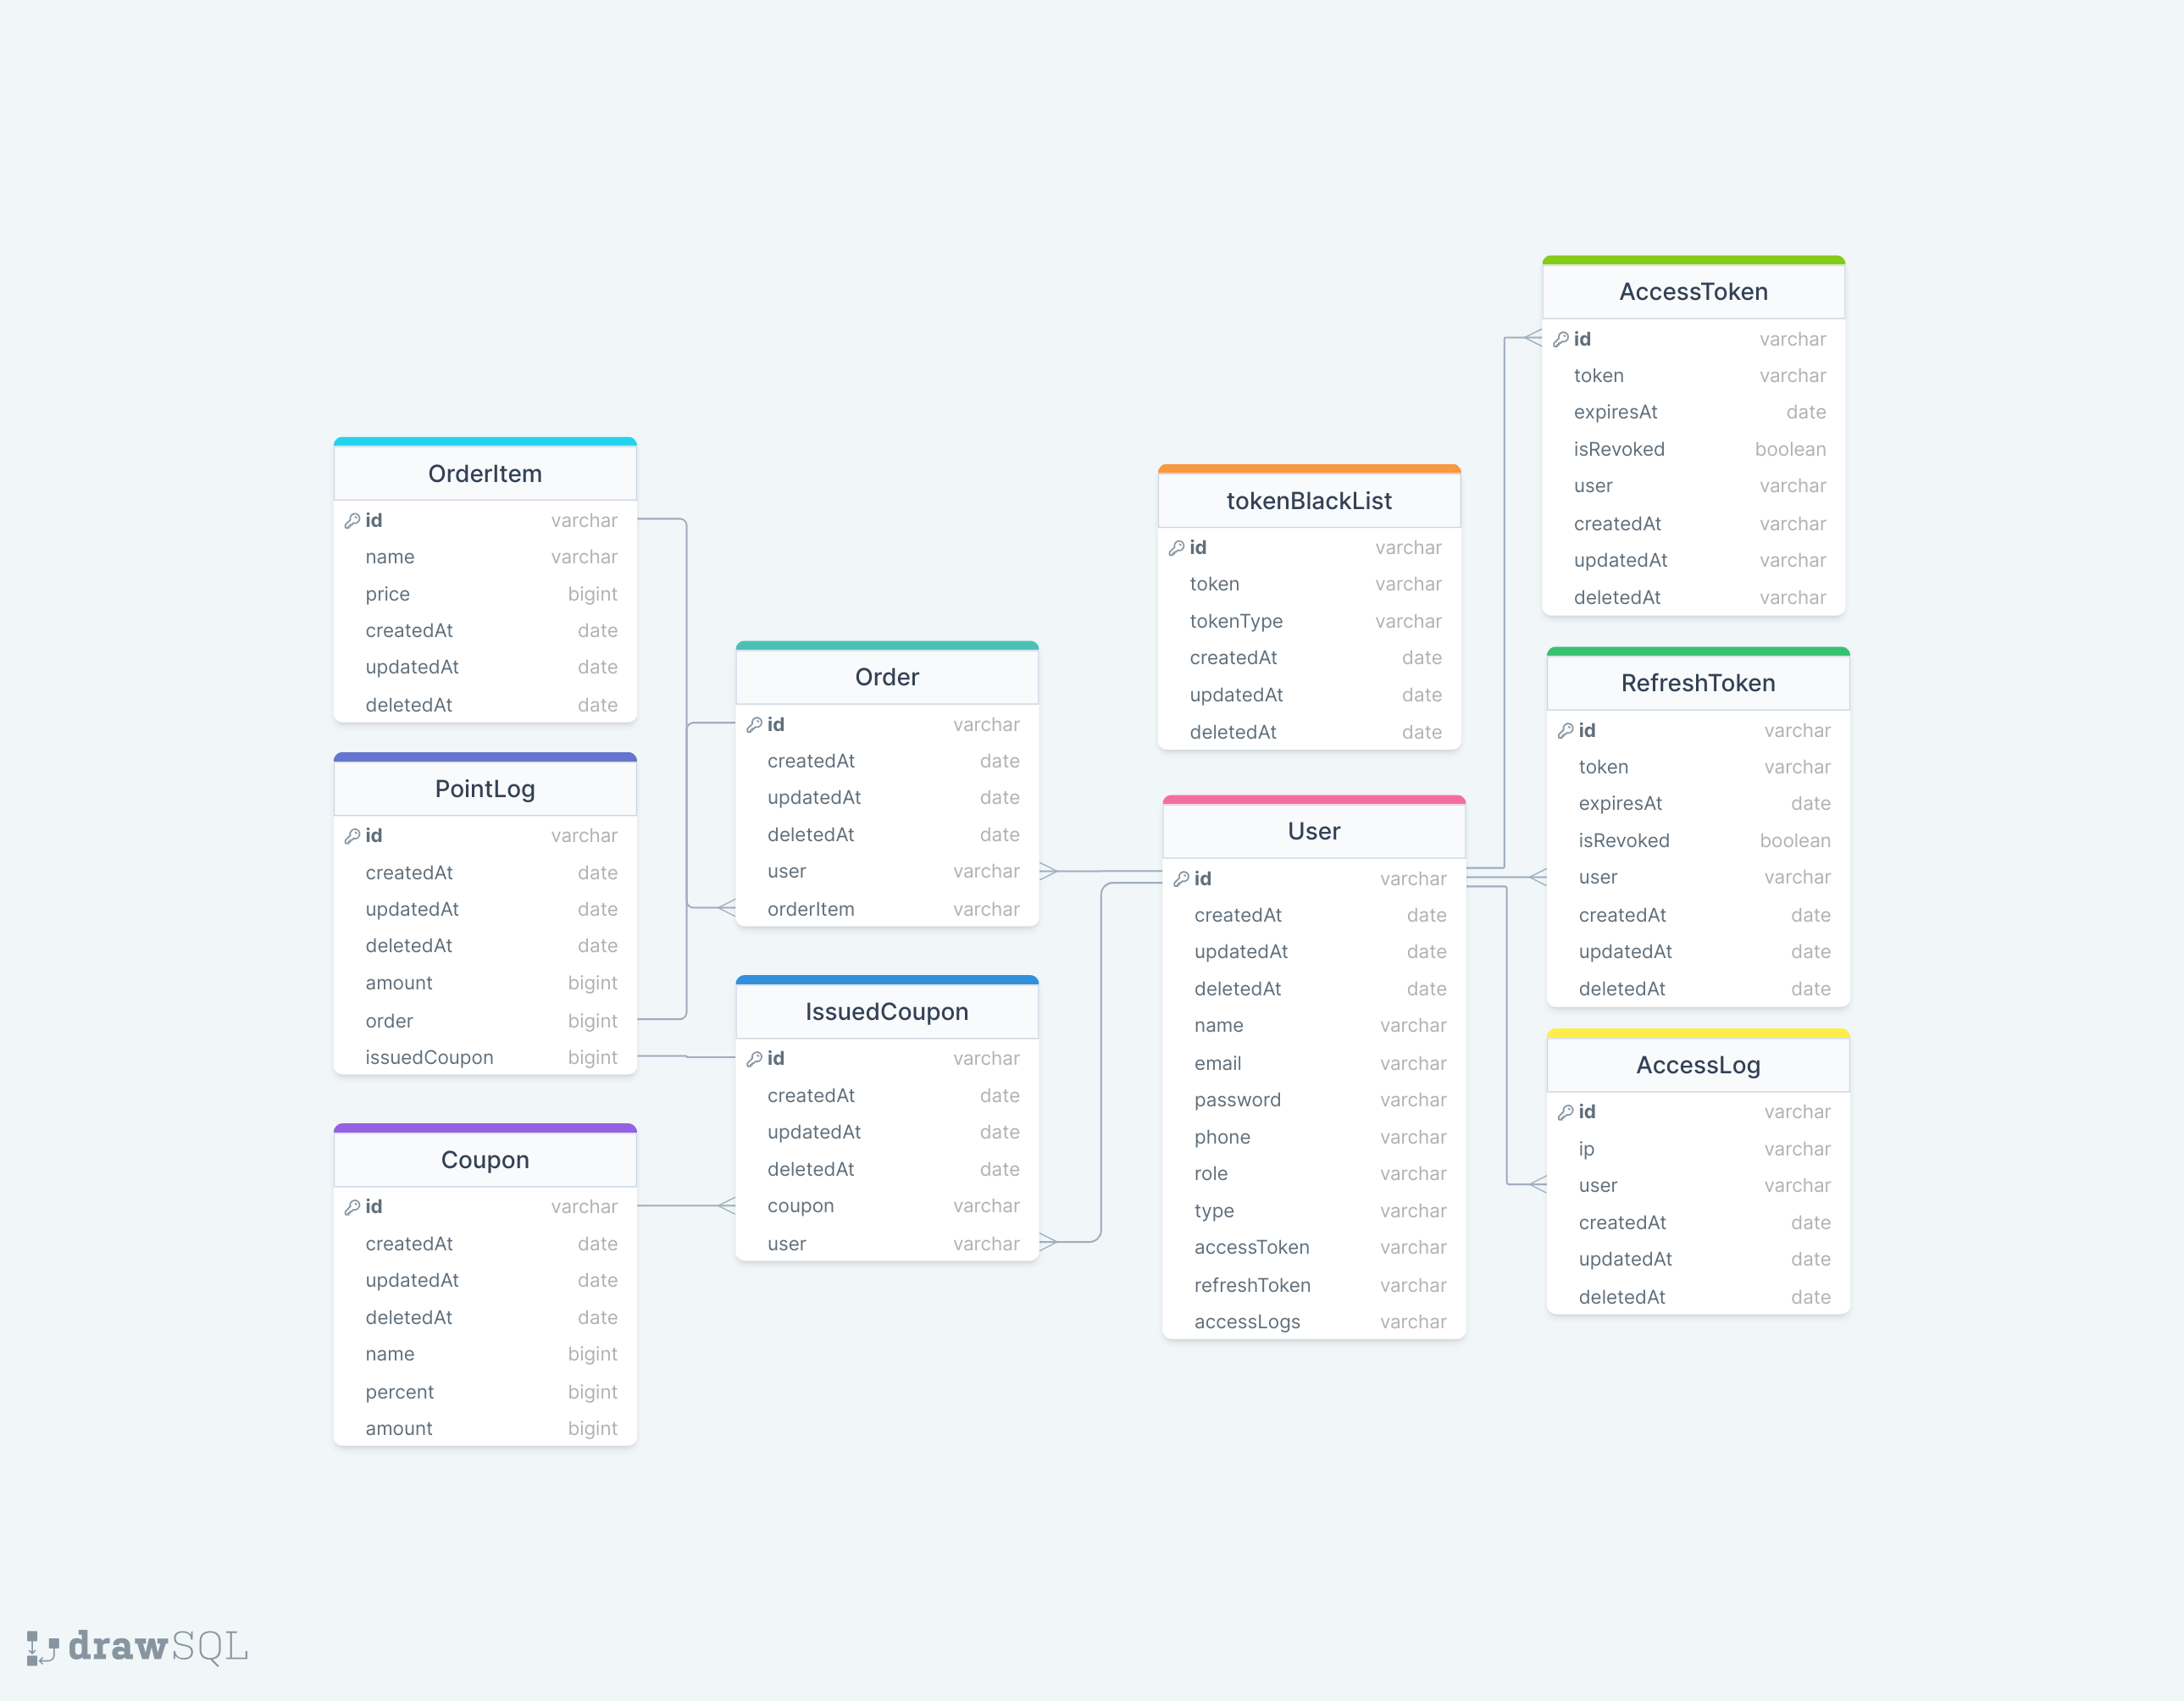 OrderItem
id varchar
name varchar
price bigint
createdAt date
updatedAt date
deletedAt date
PointLog
id varchar
createdAt date
updatedAt date
deletedAt date
amount bigint
order bigint
issuedCoupon bigint
Coupon
id varchar
createdAt date
updatedAt date
deletedAt date
name bigint
percent bigint
amount bigint
Order
id varchar
createdAt date
updatedAt date
deletedAt date
user varchar
orderItem varchar
IssuedCoupon
id varchar
createdAt date
updatedAt date
deletedAt date
coupon varchar
user varchar
tokenBlackList
id varchar
token varchar
tokenType varchar
createdAt date
updatedAt date
deletedAt date
User
id varchar
createdAt date
updatedAt date
deletedAt date
name varchar
email varchar
password varchar
phone varchar
role varchar
type varchar
accessToken varchar
refreshToken varchar
accessLogs varchar
AccessToken
id varchar
token varchar
expiresAt date
isRevoked boolean
user varchar
createdAt varchar
updatedAt varchar
deletedAt varchar
RefreshToken
id varchar
token varchar
expiresAt date
isRevoked boolean
user varchar
createdAt date
updatedAt date
deletedAt date
AccessLog
id varchar
ip varchar
user varchar
createdAt date
updatedAt date
deletedAt date
drawSQL